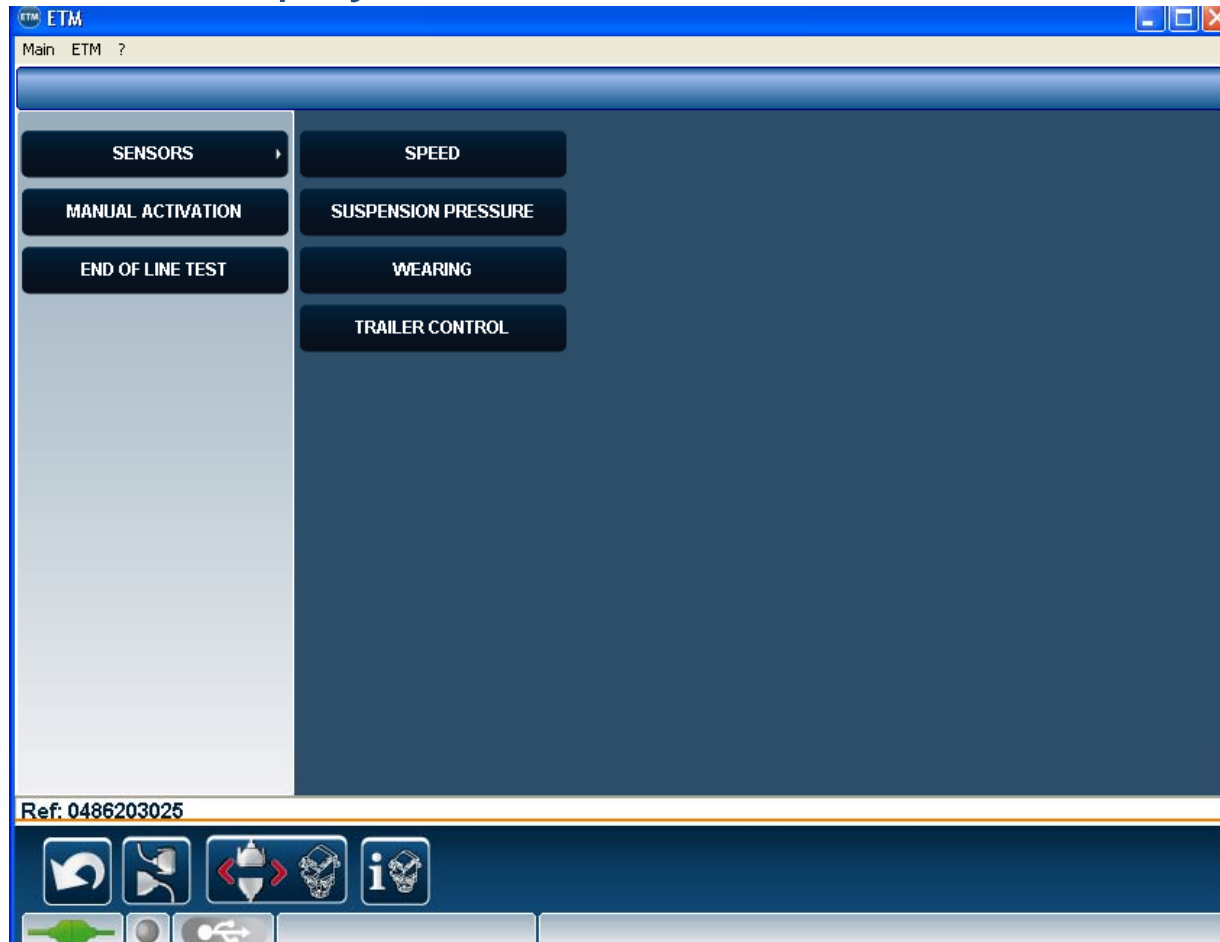 ETM
Main ETM ?
SENSORS
SPEED
MANUAL ACTIVATION
SUSPENSION PRESSURE
END OF LINE TEST
WEARING
TRAILER CONTROL
Ref: 0486203025
i